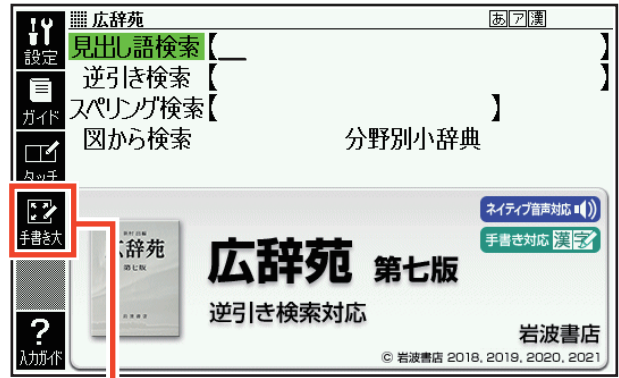 設定
ガイド
タッチ
手書き大
?
入力ガイド
広辞苑
あ ア 漢
見出し語検索【 】
逆引き検索【 】
スペリング検索【 】
図から検索 分野別小辞典
ネイティブ音声対応
手書き対応 漢字
広辞苑
第七版
広辞苑 第七版
逆引き検索対応
岩波書店
© 岩波書店 2018, 2019, 2020, 2021